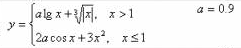 y = { a lg x + ∛|x|, x > 1    a = 0.9
2a cos x + 3x², x ≤ 1